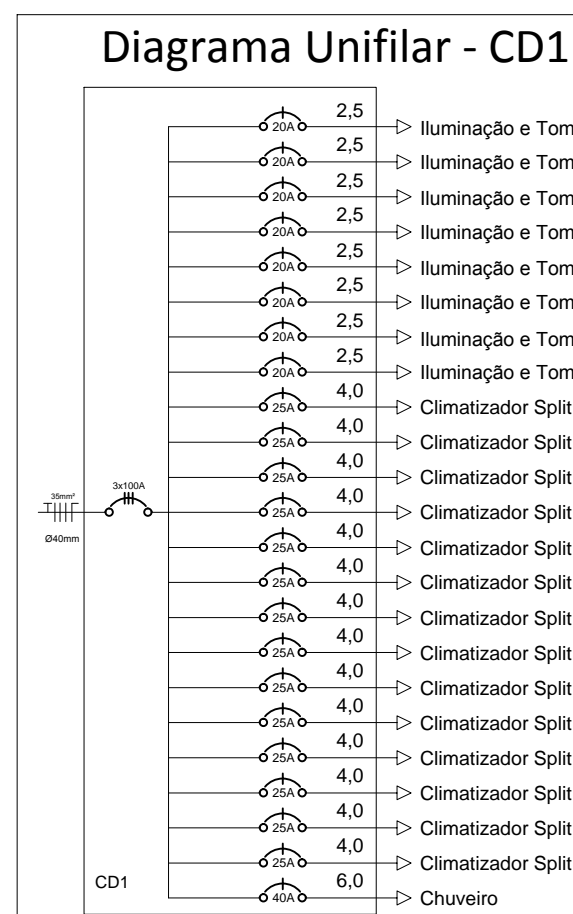 Diagrama Unifilar - CD1
20A 2,5 Iluminação e Tom
20A 2,5 Iluminação e Tom
20A 2,5 Iluminação e Tom
20A 2,5 Iluminação e Tom
20A 2,5 Iluminação e Tom
20A 2,5 Iluminação e Tom
20A 2,5 Iluminação e Tom
20A 2,5 Iluminação e Tom
25A 4,0 Climatizador Split
25A 4,0 Climatizador Split
25A 4,0 Climatizador Split
25A 4,0 Climatizador Split
25A 4,0 Climatizador Split
25A 4,0 Climatizador Split
25A 4,0 Climatizador Split
25A 4,0 Climatizador Split
25A 4,0 Climatizador Split
25A 4,0 Climatizador Split
25A 4,0 Climatizador Split
25A 4,0 Climatizador Split
25A 4,0 Climatizador Split
25A 4,0 Climatizador Split
40A 6,0 Chuveiro
35mm²
Ø40mm
3x100A
CD1